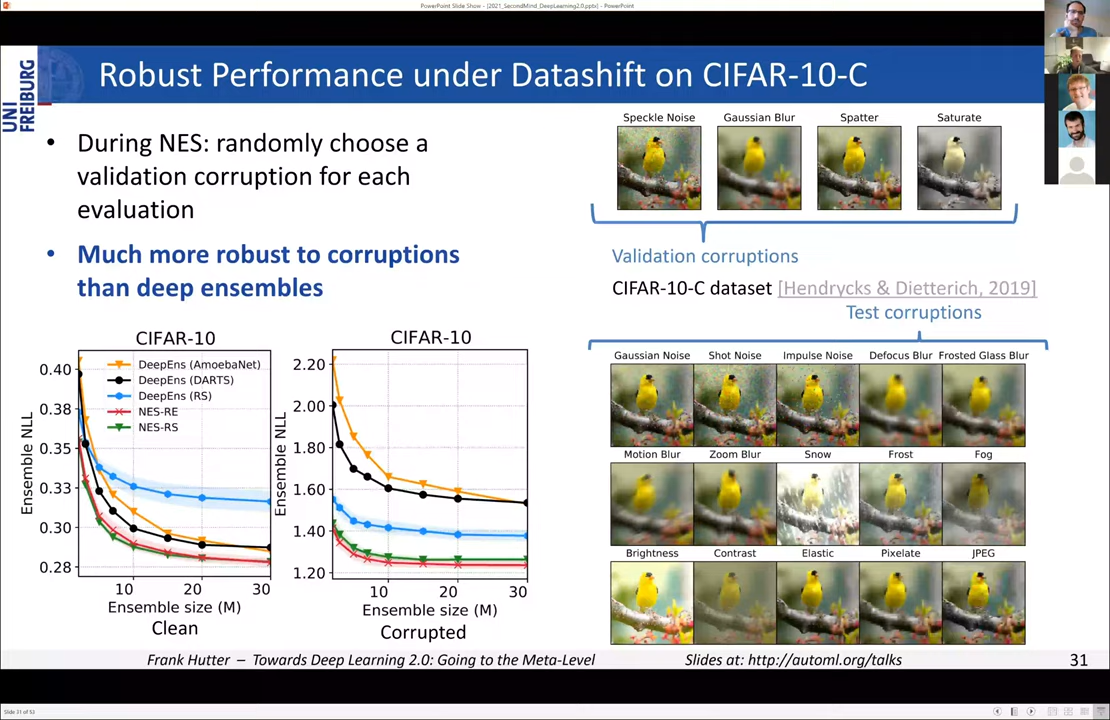 PowerPoint Slide Show - [2021_SecondMind_DeepLearning2.0.pptx] - PowerPoint
UNI
FREIBURG
Robust Performance under Datashift on CIFAR-10-C
• During NES: randomly choose a
validation corruption for each
evaluation
• Much more robust to corruptions
than deep ensembles
Speckle Noise Gaussian Blur Spatter Saturate
Validation corruptions
CIFAR-10-C dataset [Hendrycks & Dietterich, 2019]
Test corruptions
Gaussian Noise Shot Noise Impulse Noise Defocus Blur Frosted Glass Blur
Motion Blur Zoom Blur Snow Frost Fog
Brightness Contrast Elastic Pixelate JPEG
CIFAR-10
Ensemble NLL
0.40
0.38
0.35
0.33
0.30
0.28
DeepEns (AmoebaNet)
DeepEns (DARTS)
DeepEns (RS)
NES-RE
NES-RS
10 20 30
Ensemble size (M)
Clean
CIFAR-10
Ensemble NLL
2.20
2.00
1.80
1.60
1.40
1.20
10 20 30
Ensemble size (M)
Corrupted
Frank Hutter – Towards Deep Learning 2.0: Going to the Meta-Level
Slides at: http://automl.org/talks
31
Slide 31 of 52